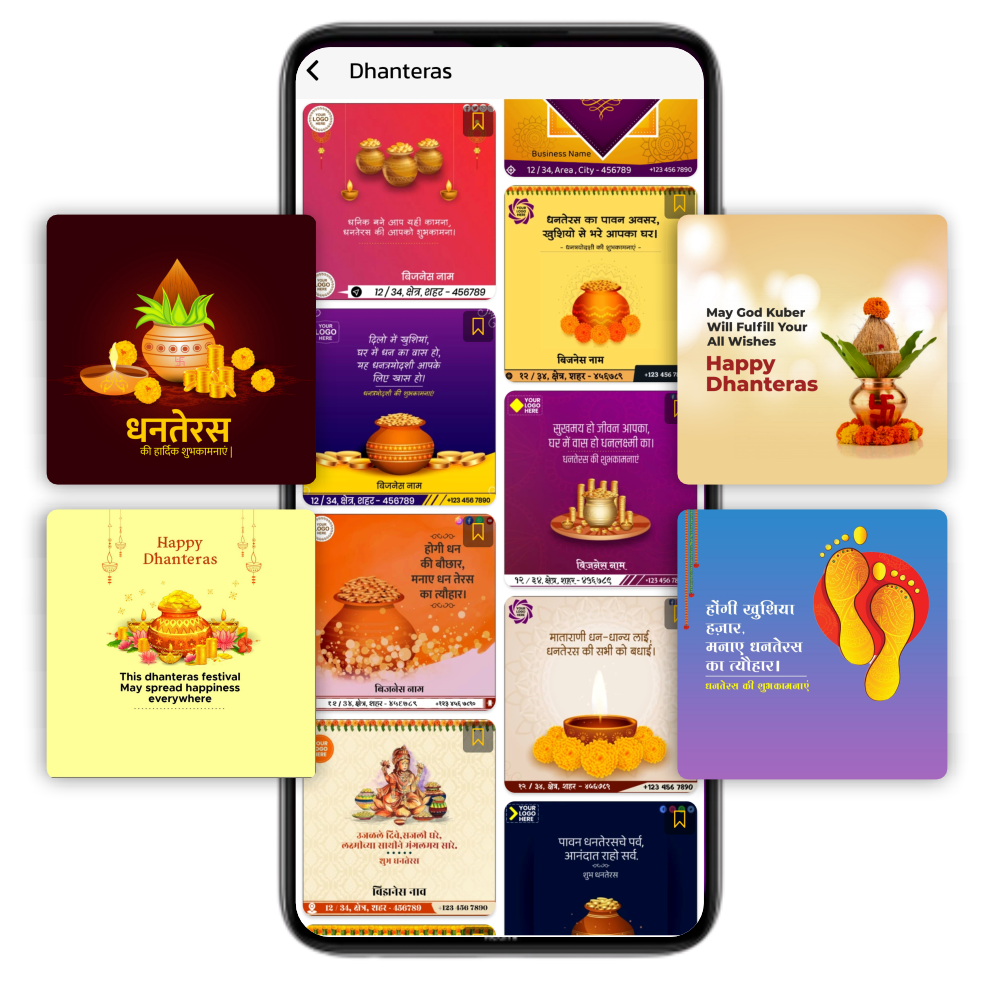 Dhanteras
YOUR
LOGO
HERE
धनिक बने आप यही कामना,
धनतेरस की आपको शुभकामना।
बिजनेस नाम
12 / 34, क्षेत्र, शहर - 456789
Business Name
12 / 34, Area , City - 456789
+123 456 7890
YOUR
LOGO
HERE
धनतेरस का पावन अवसर,
खुशियो से भरे आपका घर।
- धनत्रयोदशी की शुभकामनाएं -
बिजनेस नाम
१२ / ३४, क्षेत्र, शहर - ४५६७८९
+123 456
YOUR
LOGO
HERE
दिलो में खुशियां,
घर में धन का वास हो,
यह धनत्रयोदशी आपके
लिए खास हो।
धनत्रयोदशी की शुभकामनाएं
बिजनेस नाम
12 / 34, क्षेत्र, शहर - 456789
+123 456 7890
YOUR
LOGO
HERE
सुखमय हो जीवन आपका,
घर में वास हो धनलक्ष्मी का।
धनतेरस की शुभकामनाएं
बिजनेस नाम
१२ / ३४, क्षेत्र, शहर - ४५६७८९
+123 456
होगी धन
की बौछार,
मनाए धन तेरस
का त्यौहार।
बिजनेस नाम
१२ / ३४, क्षेत्र, शहर - ४५६७८९
+१२३ ४५६ ७८९०
YOUR
LOGO
HERE
माताराणी धन-धान्य लाई,
धनतेरस की सभी को बधाई।
१२ / ३४, क्षेत्र, शहर - ४५६७८९
+123 456 7890
YOUR
LOGO
HERE
उजळले दिवे,सजली घरे,
लक्ष्मीच्या साथीने मंगलमय सारे.
शुभ धनतेरस
बिझनेस नाव
12 / 34, क्षेत्र, शहर - 456789
+123 456 7890
YOUR
LOGO
HERE
पावन धनतेरसचे पर्व,
आनंदात राहो सर्व.
शुभ धनतेरस
धनतेरस
की हार्दिक शुभकामनाएं |
May God Kuber
Will Fulfill Your
All Wishes
Happy
Dhanteras
Happy
Dhanteras
This dhanteras festival
May spread happiness
everywhere
होंगी खुशिया
हज़ार,
मनाए धनतेरस
का त्यौहार।
धनतेरस की शुभकामनाएं